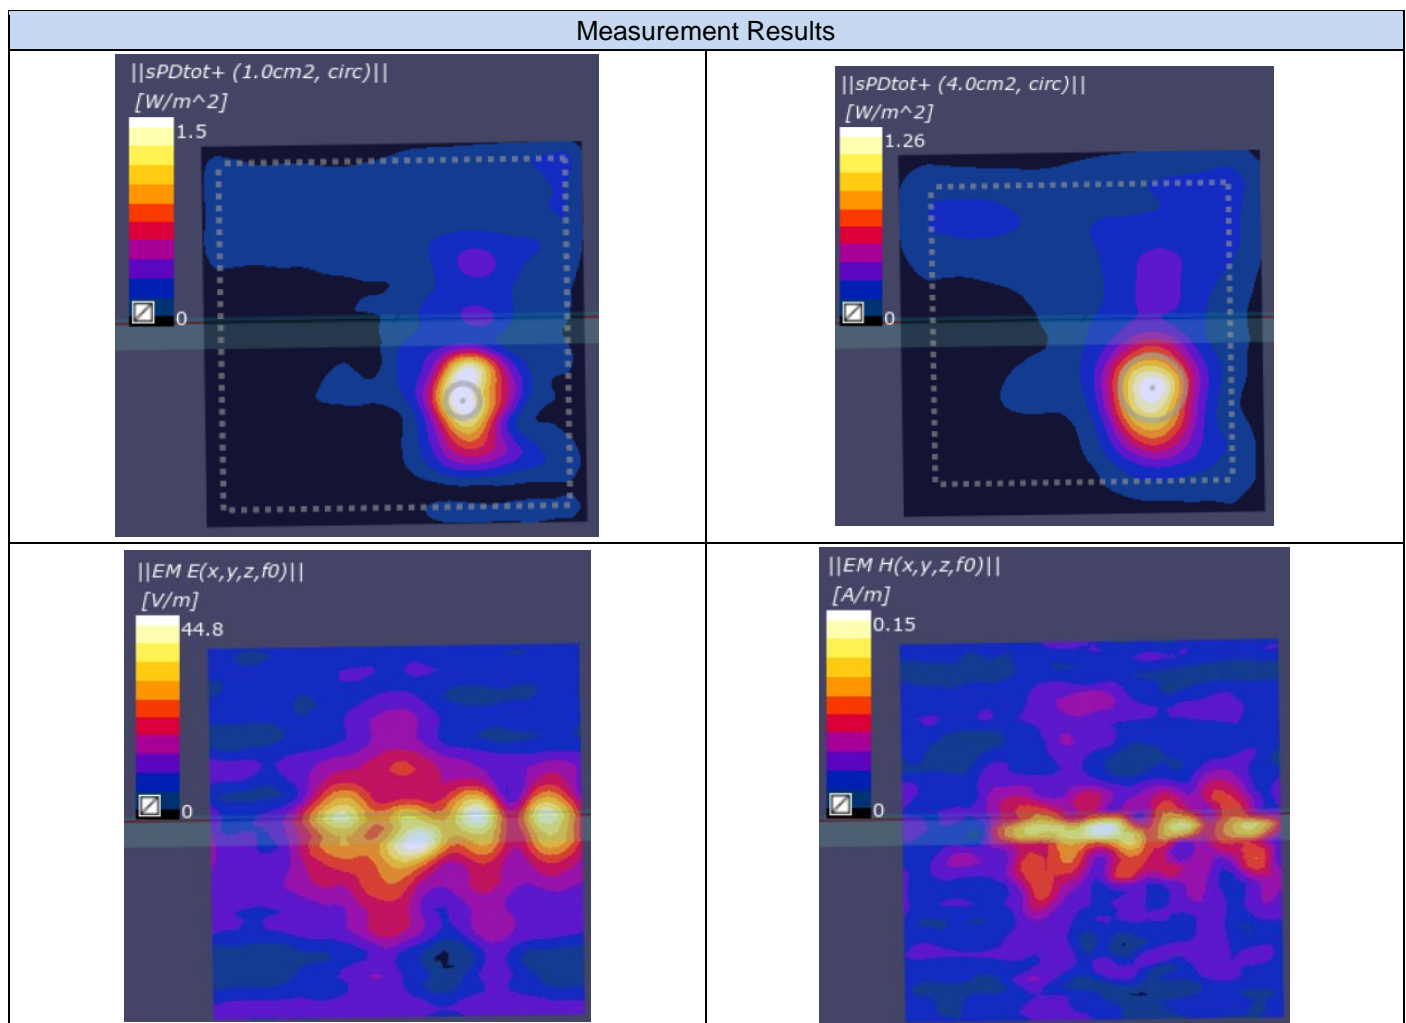 Measurement Results
||sPDtot+ (1.0cm2, circ)||
[W/m^2]
1.5
0
||sPDtot+ (4.0cm2, circ)||
[W/m^2]
1.26
0
||EM E(x,y,z,f0)||
[V/m]
44.8
0
||EM H(x,y,z,f0)||
[A/m]
0.15
0